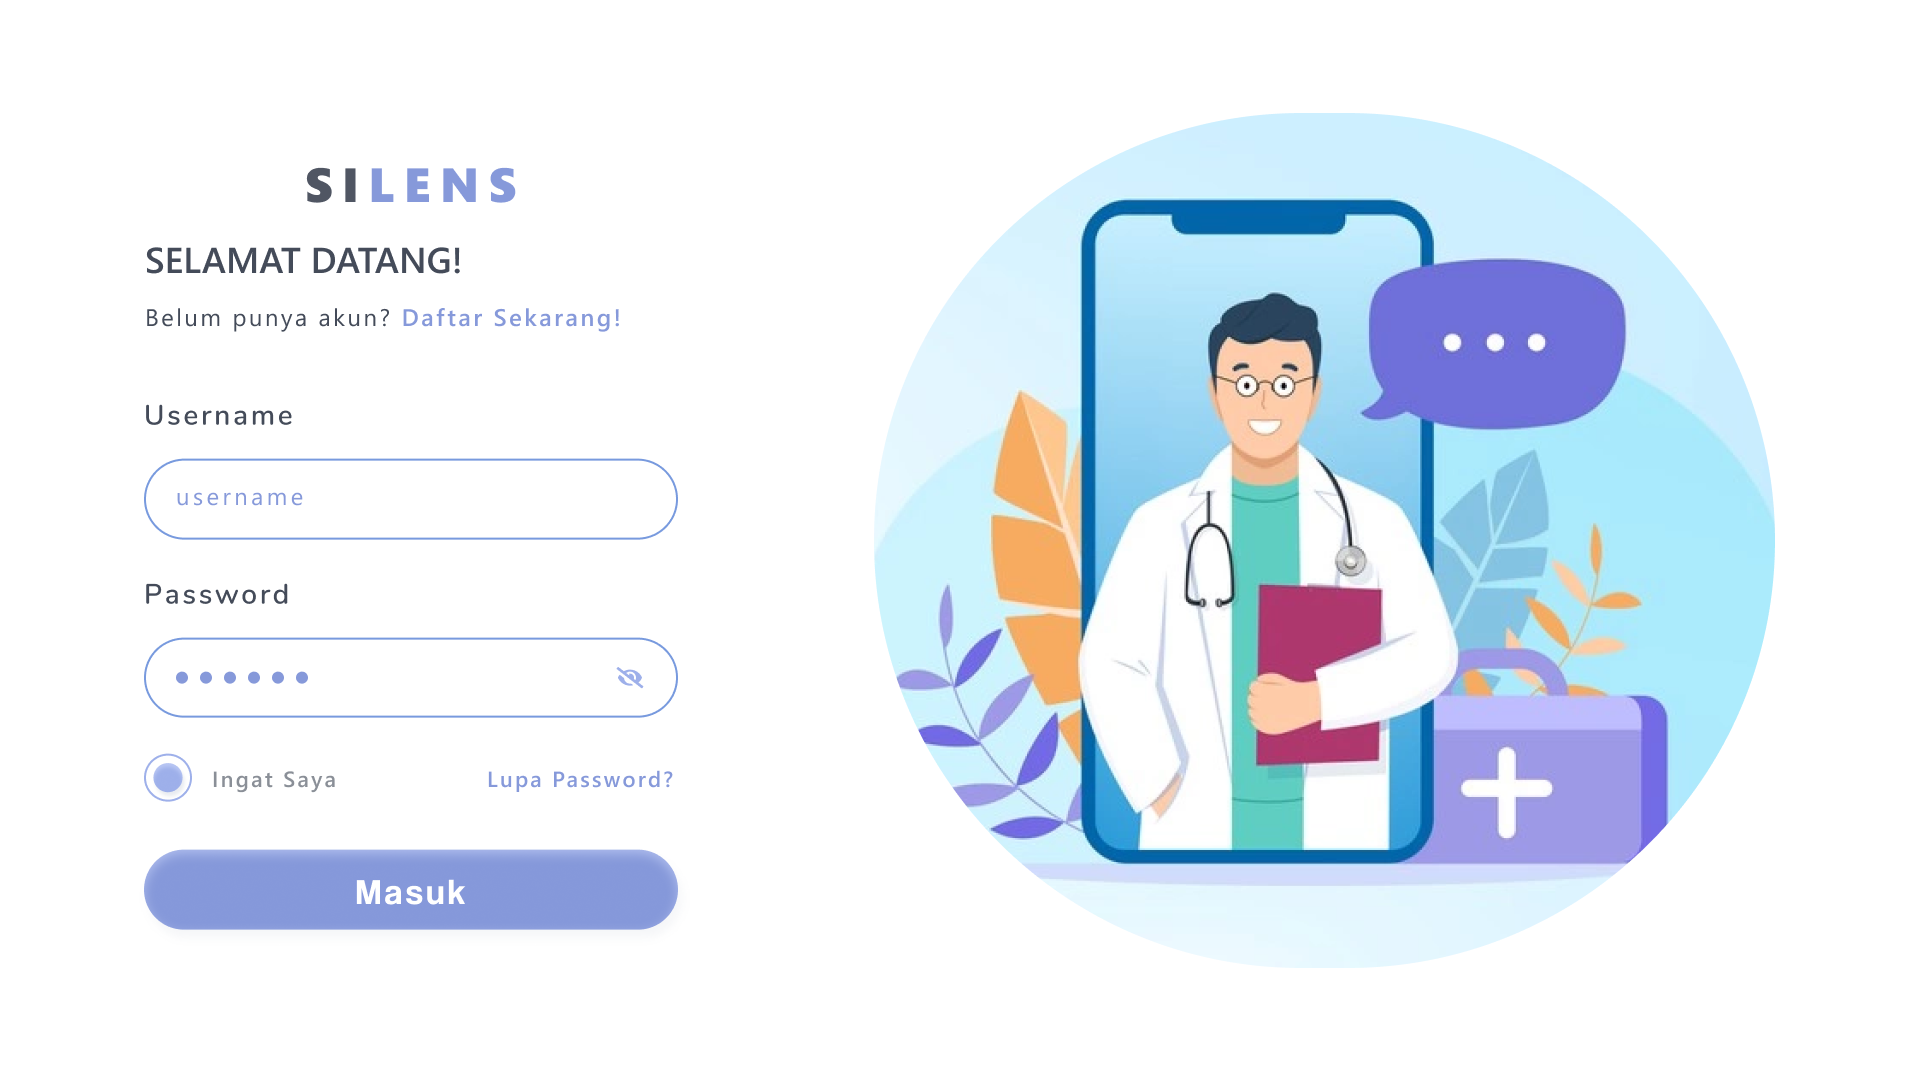 SILENS
SELAMAT DATANG!
Belum punya akun? Daftar Sekarang!
Username
username
Password
Ingat Saya
Lupa Password?
Masuk